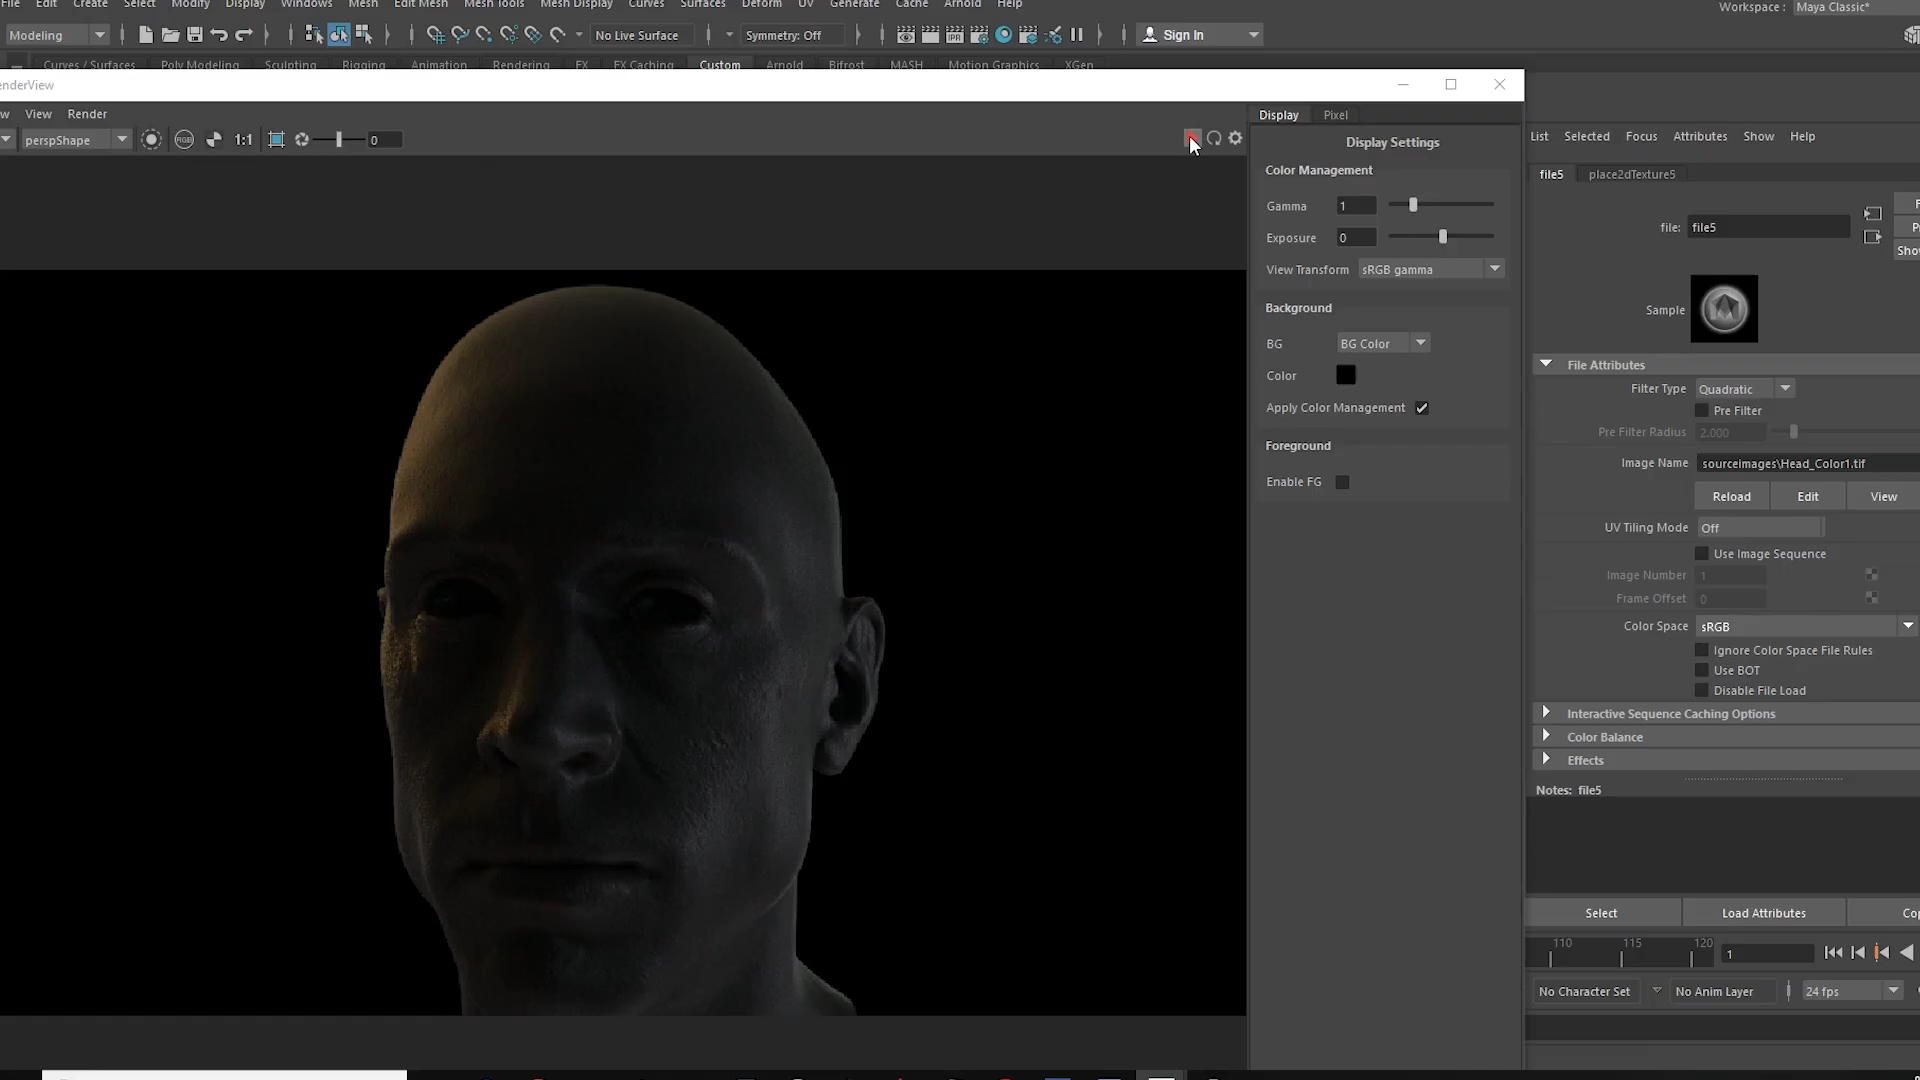 File Edit Create Select Modify Display Windows Mesh Edit Mesh Mesh Tools Mesh Display Curves Surfaces Deform UV Generate Cache Arnold Help
Workspace : Maya Classic*
Modeling No Live Surface Symmetry: Off Sign In
Curves / Surfaces Poly Modeling Sculpting Rigging Animation Rendering FX FX Caching Custom Arnold Bifrost MASH Motion Graphics XGen
enderView
w View Render
Display Pixel
perspShape 1:1 0
Display Settings
Color Management
Gamma 1
Exposure 0
View Transform sRGB gamma
Background
BG BG Color
Color
Apply Color Management
Foreground
Enable FG
List Selected Focus Attributes Show Help
file5 place2dTexture5
file: file5
Show
Sample
File Attributes
Filter Type Quadratic
Pre Filter
Pre Filter Radius 2.000
Image Name sourceimages\Head_Color1.tif
Reload Edit View
UV Tiling Mode Off
Use Image Sequence
Image Number 1
Frame Offset 0
Color Space sRGB
Ignore Color Space File Rules
Use BOT
Disable File Load
Interactive Sequence Caching Options
Color Balance
Effects
Notes: file5
Select Load Attributes Co
110 115 120 1
No Character Set No Anim Layer 24 fps